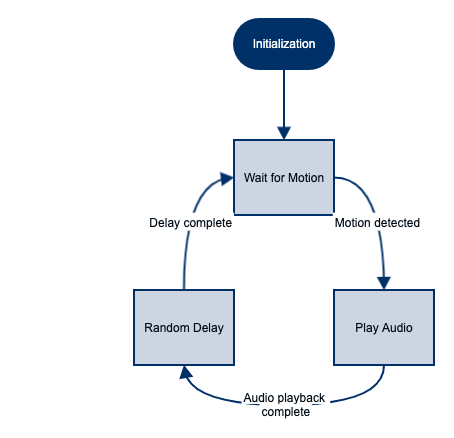 Initialization
Wait for Motion
Delay complete
Motion detected
Random Delay
Play Audio
Audio playback
complete